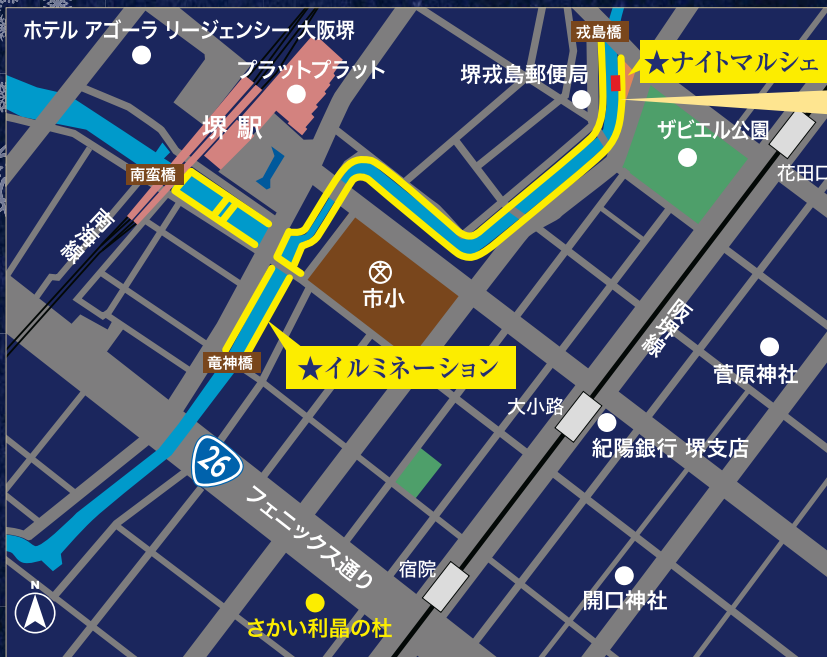 ホテル アゴーラ リージェンシー 大阪堺
戎島橋
プラットプラット
堺戎島郵便局
★ナイトマルシェ
堺 駅
ザビエル公園
南蛮橋
花田口
南海線
文
市小
阪堺線
竜神橋
★イルミネーション
菅原神社
大小路
紀陽銀行 堺支店
26
フェニックス通り
宿院
N
開口神社
さかい利晶の杜